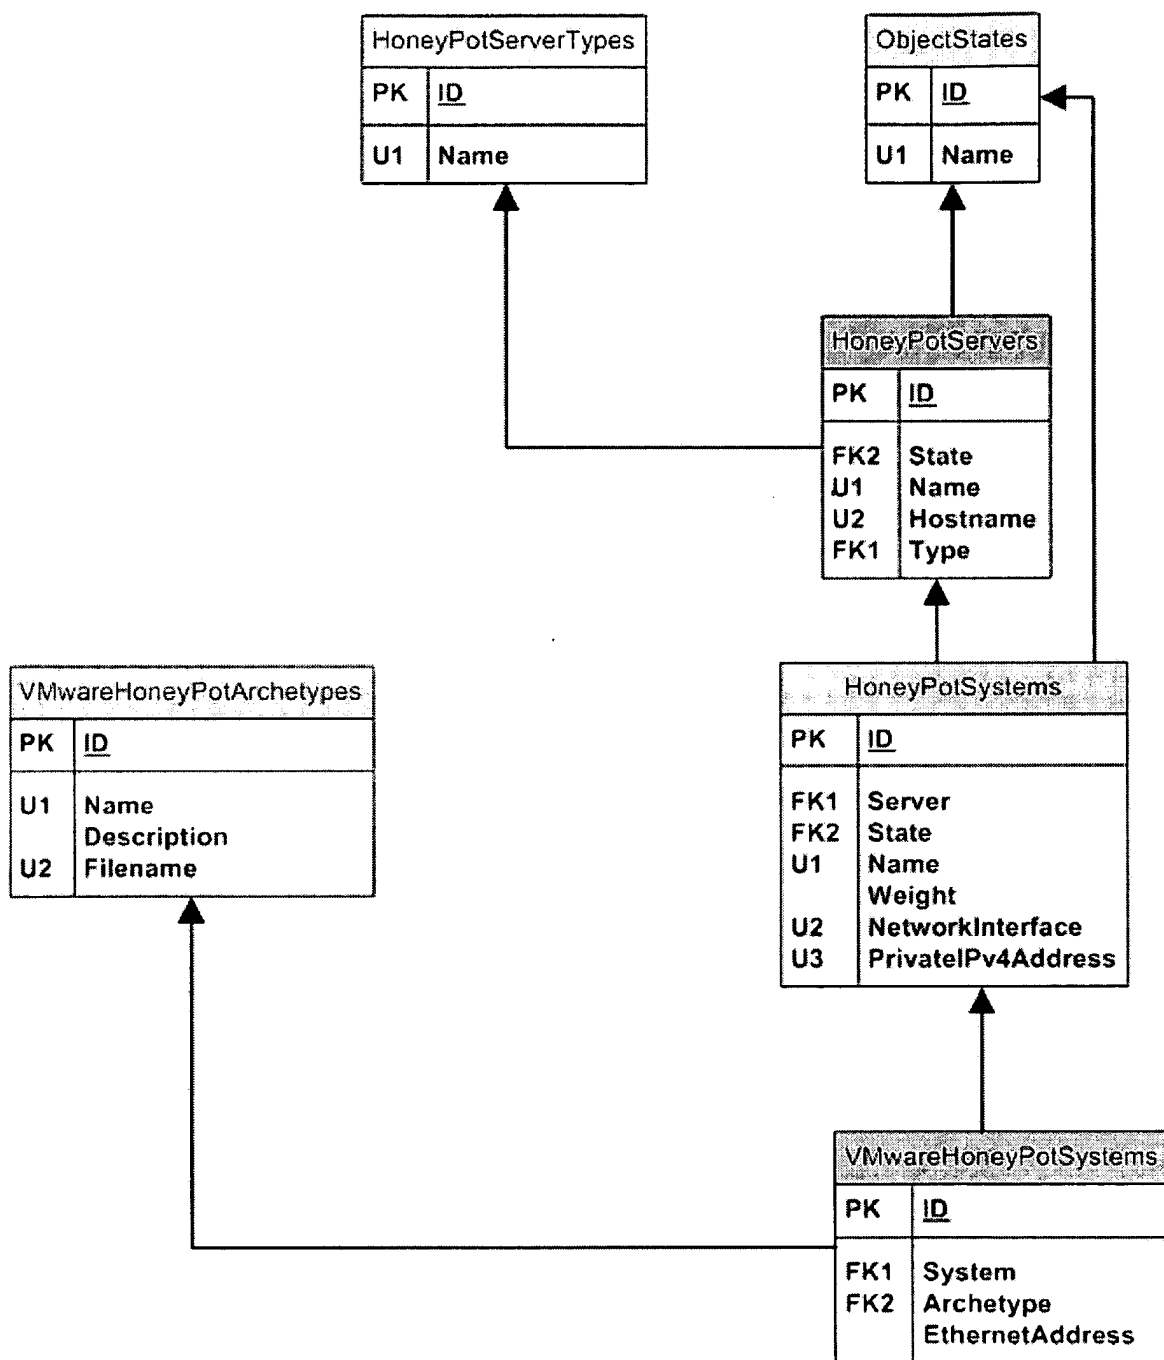 HoneyPotServerTypes
PK ID
U1 Name
ObjectStates
PK ID
U1 Name
HoneyPotServers
PK ID
FK2 State
U1 Name
U2 Hostname
FK1 Type
VMwareHoneyPotArchetypes
PK ID
U1 Name
Description
U2 Filename
HoneyPotSystems
PK ID
FK1 Server
FK2 State
U1 Name
Weight
U2 NetworkInterface
U3 PrivateIPv4Address
VMwareHoneyPotSystems
PK ID
FK1 System
FK2 Archetype
EthernetAddress